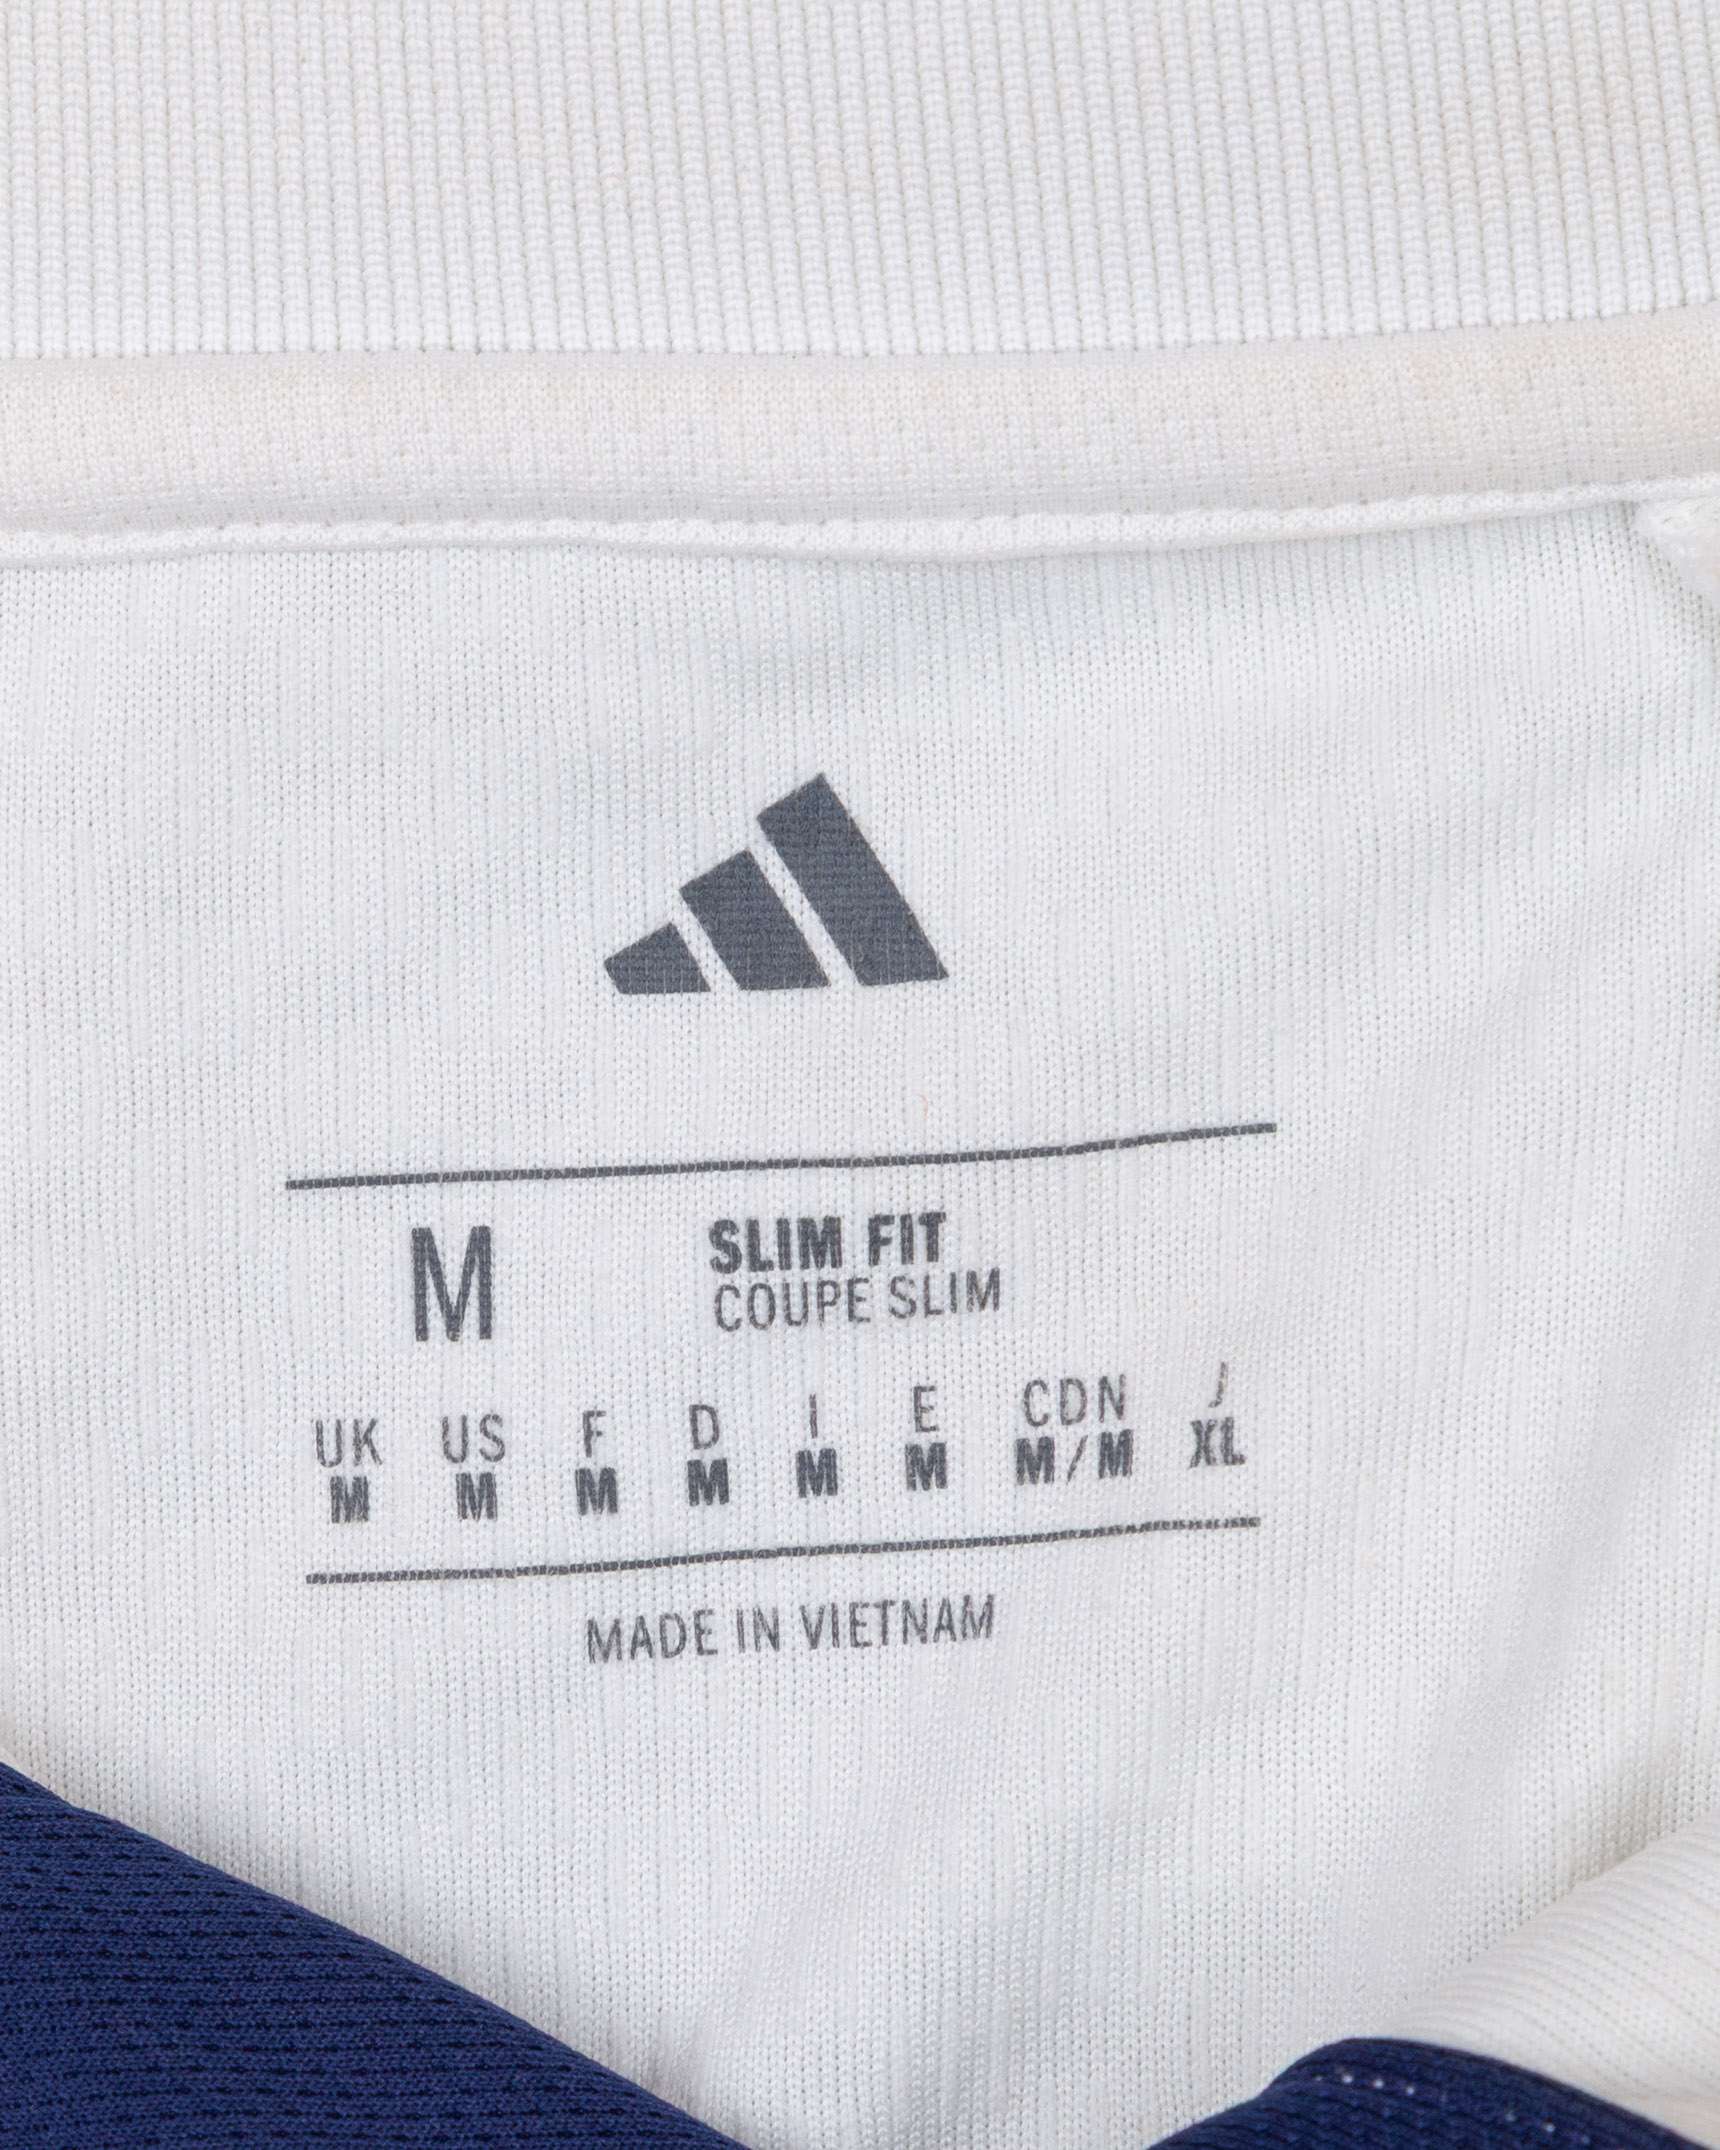 M
SLIM FIT
COUPE SLIM
UK US F D I E CDN J
M M M M M M M/M XL
MADE IN VIETNAM